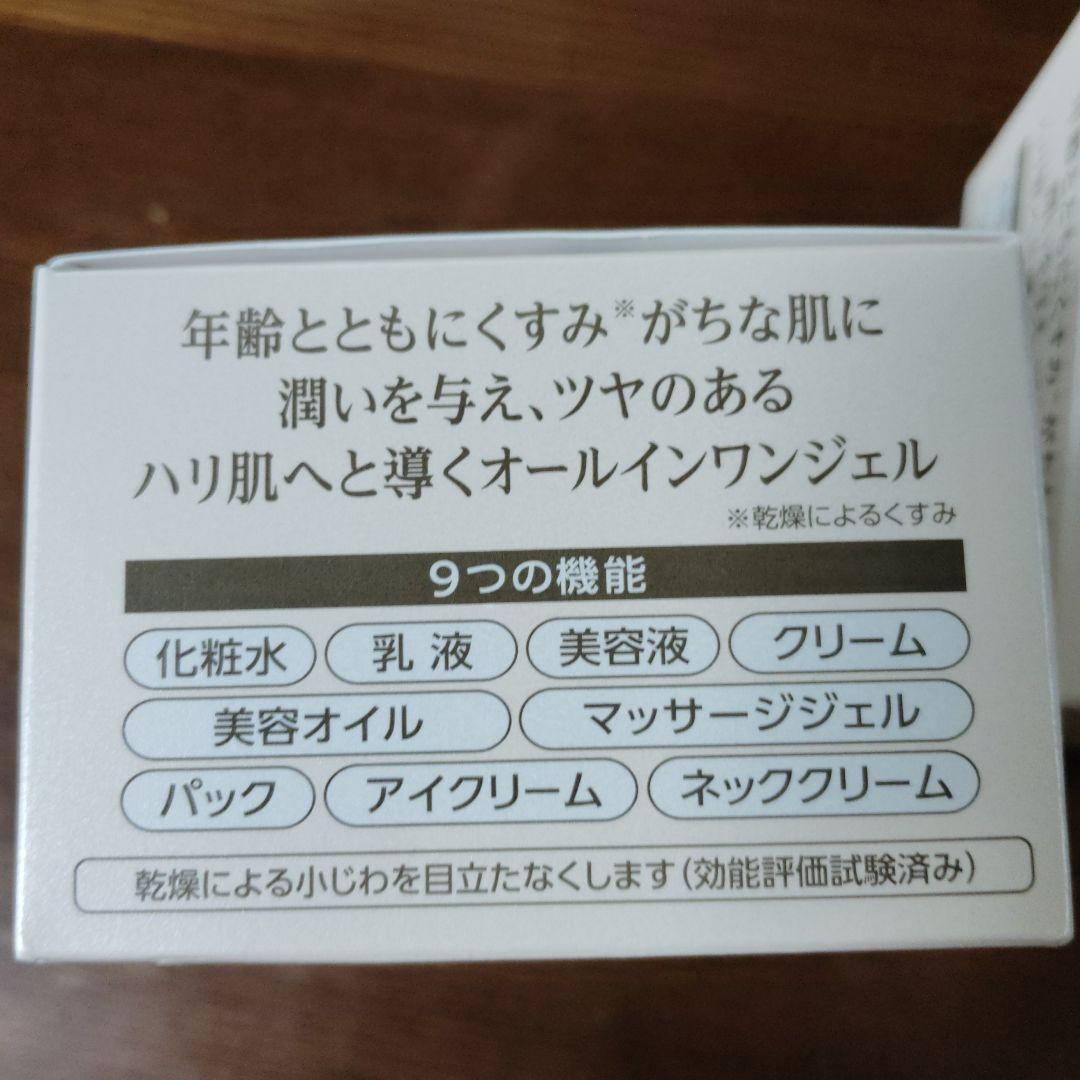 年齢とともにくすみ※がちな肌に
潤いを与え、ツヤのある
ハリ肌へと導くオールインワンジェル
※乾燥によるくすみ
9つの機能
化粧水 乳 液 美容液 クリーム
美容オイル マッサージジェル
パック アイクリーム ネッククリーム
乾燥による小じわを目立たなくします(効能評価試験済み)